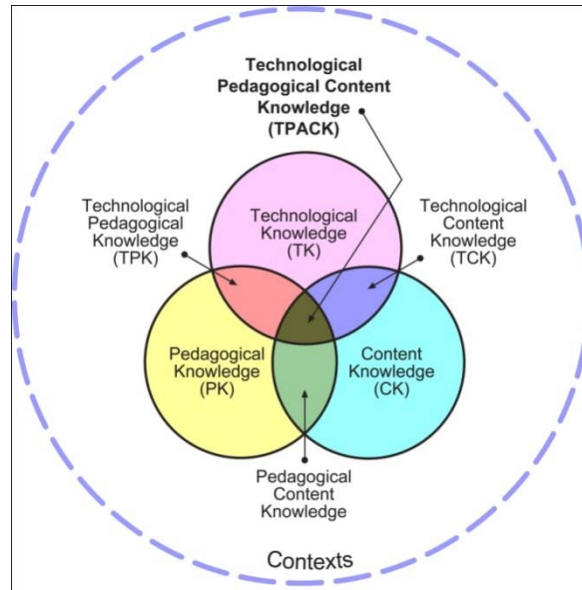 Technological
Pedagogical Content
Knowledge
(TPACK)
Technological
Pedagogical
Knowledge
(TPK)
Technological
Knowledge
(TK)
Technological
Content
Knowledge
(TCK)
Pedagogical
Knowledge
(PK)
Content
Knowledge
(CK)
Pedagogical
Content
Knowledge
Contexts